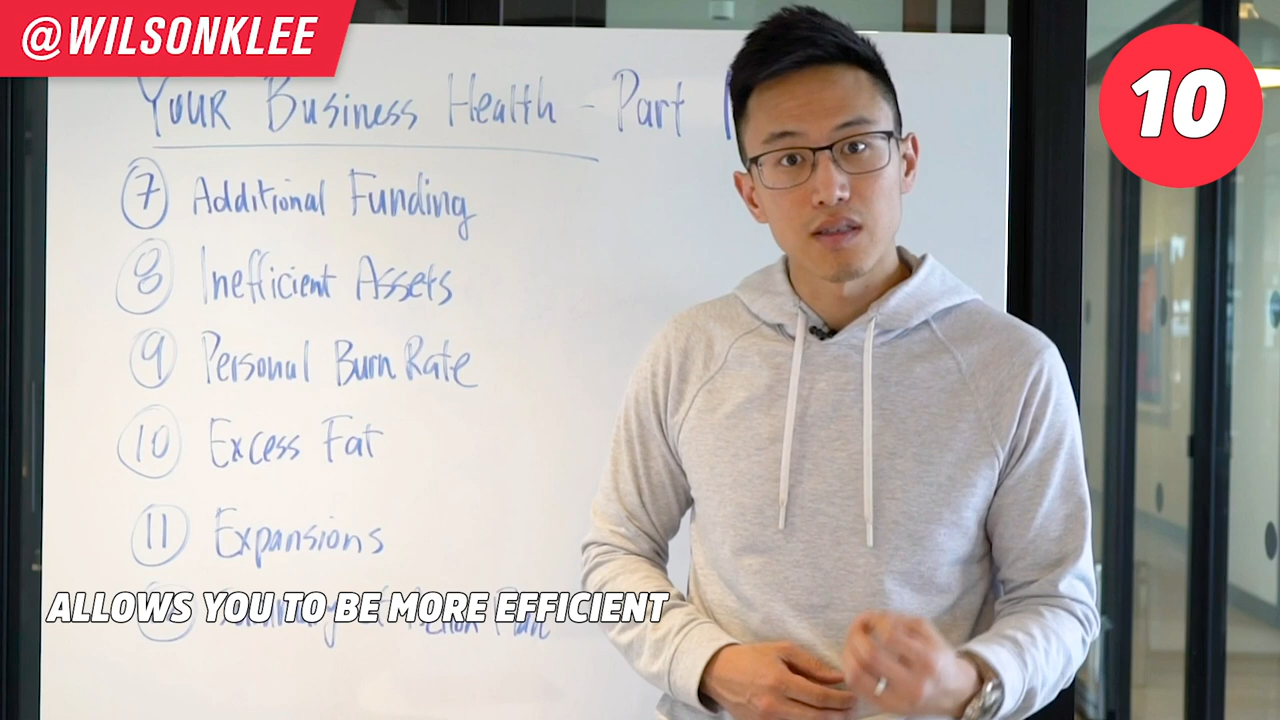 @WILSONKLEE
10
Your Business Health - Part
7 Additional Funding
8 Inefficient Assets
9 Personal Burn Rate
10 Excess Fat
11 Expansions
ALLOWS YOU TO BE MORE EFFICIENT
Plan